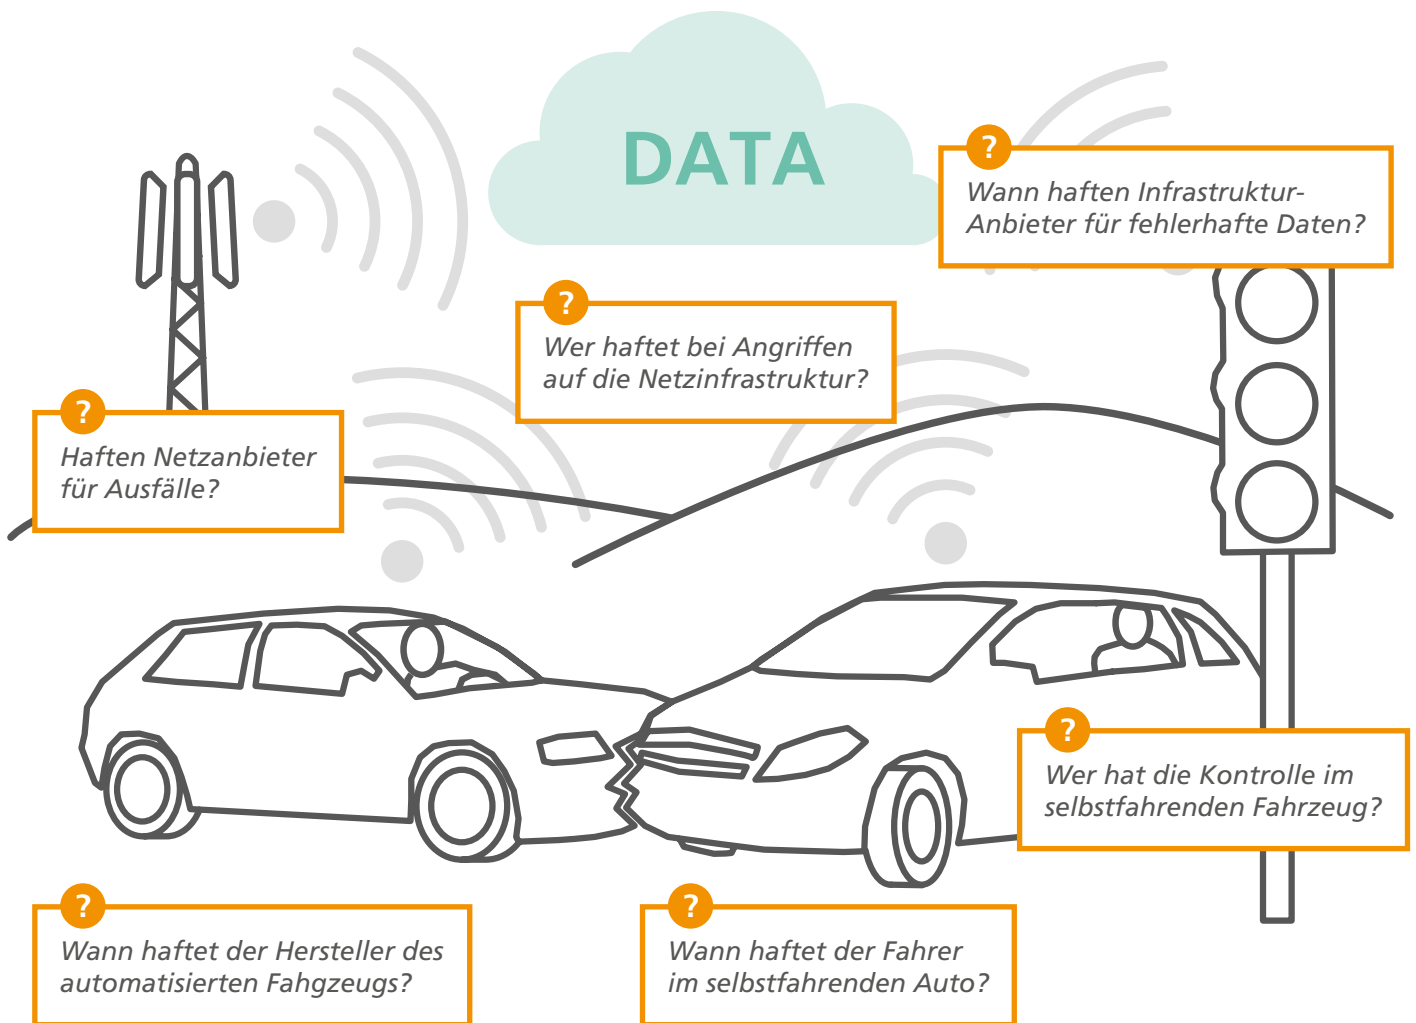 DATA
?
Wann haften Infrastruktur-
Anbieter für fehlerhafte Daten?
?
Wer haftet bei Angriffen
auf die Netzinfrastruktur?
?
Haften Netzanbieter
für Ausfälle?
?
Wer hat die Kontrolle im
selbstfahrenden Fahrzeug?
?
Wann haftet der Hersteller des
automatisierten Fahgzeugs?
?
Wann haftet der Fahrer
im selbstfahrenden Auto?